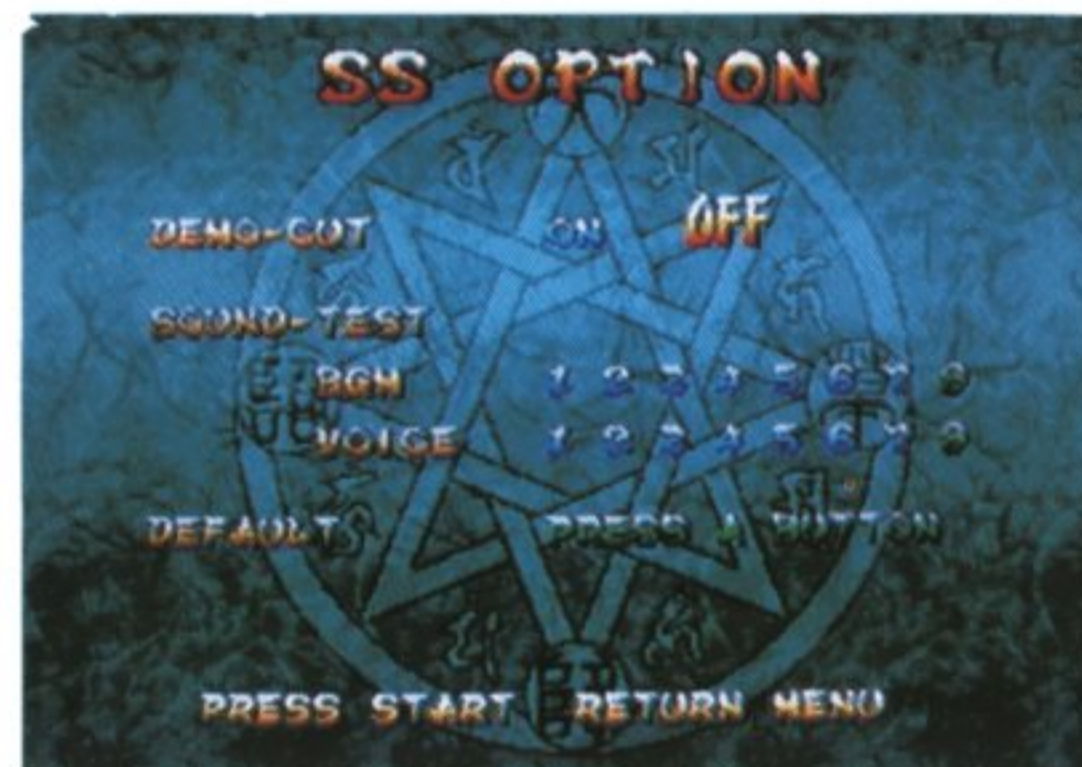 SS OPTION
DEMO-CUT ON OFF
SOUND-TEST
BGM 1 2 3 4 5 6 7 8
VOICE 1 2 3 4 5 6 7 8
DEFAULT PRESS A BUTTON
PRESS START RETURN MENU